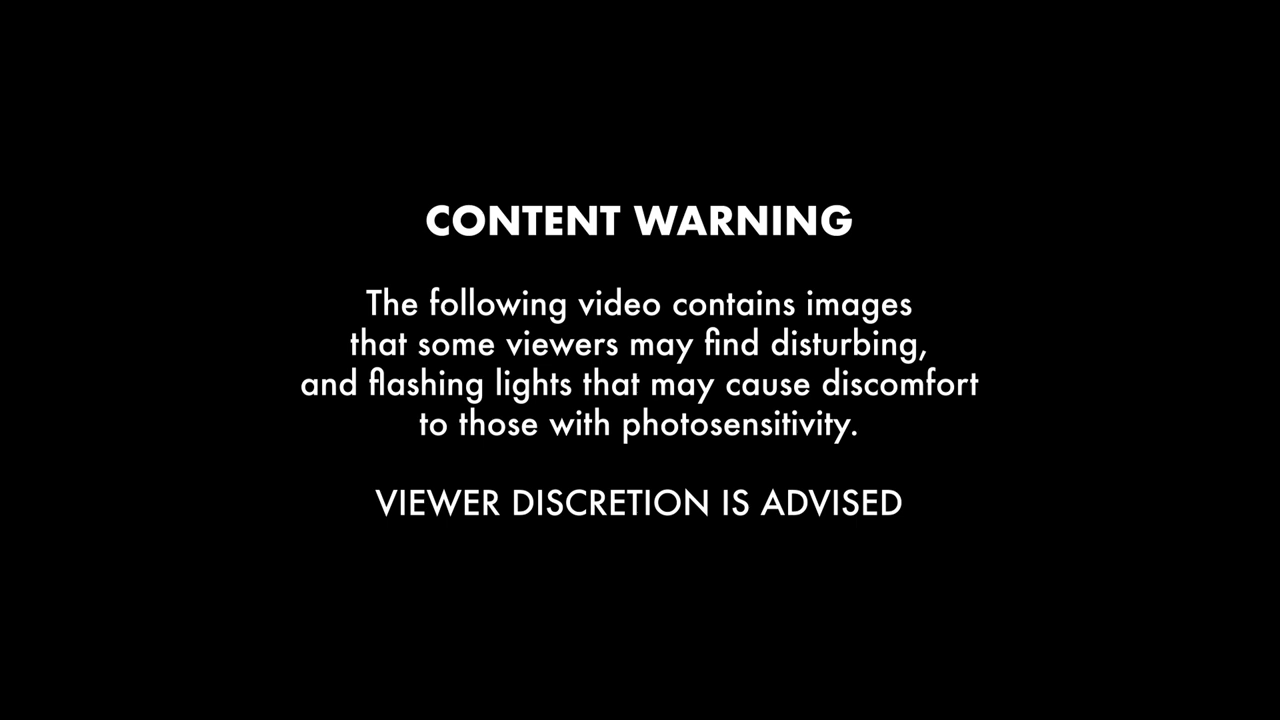 CONTENT WARNING
The following video contains images
that some viewers may find disturbing,
and flashing lights that may cause discomfort
to those with photosensitivity.
VIEWER DISCRETION IS ADVISED